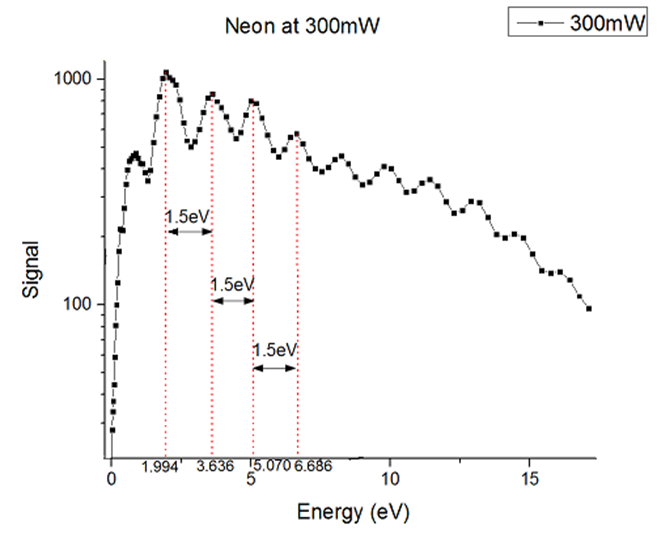 Neon at 300mW
300mW
1000
1.5eV
1.5eV
100
1.5eV
Signal
1.994 3.636 5.070 6.686
0 5 10 15
Energy (eV)